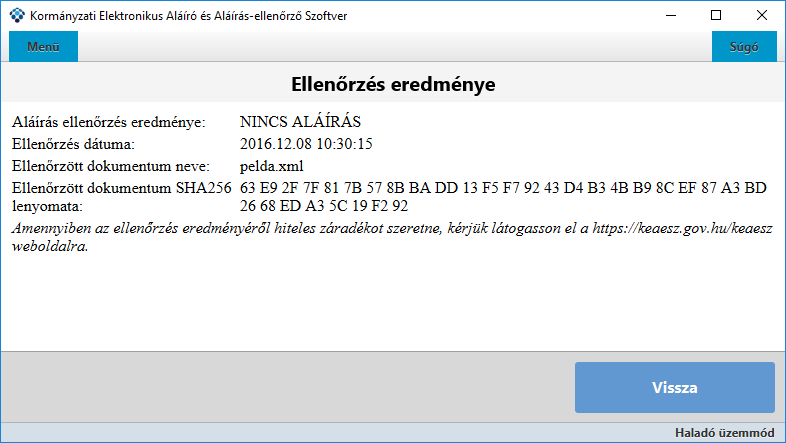 Kormányzati Elektronikus Aláíró és Aláírás-ellenőrző Szoftver
Menü
Súgó
Ellenőrzés eredménye
Aláírás ellenőrzés eredménye: NINCS ALÁÍRÁS
Ellenőrzés dátuma: 2016.12.08 10:30:15
Ellenőrzött dokumentum neve: pelda.xml
Ellenőrzött dokumentum SHA256 63 E9 2F 7F 81 7B 57 8B BA DD 13 F5 F7 92 43 D4 B3 4B B9 8C EF 87 A3 BD
lenyomata: 26 68 ED A3 5C 19 F2 92
Amennyiben az ellenőrzés eredményéről hiteles záradékot szeretne, kérjük látogasson el a https://keaesz.gov.hu/keaesz
weboldalra.
Vissza
Haladó üzemmód